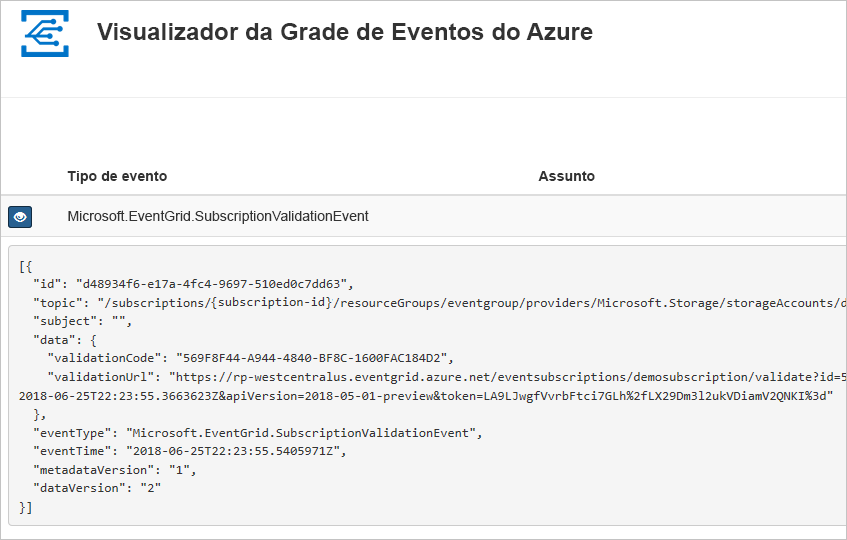 Visualizador da Grade de Eventos do Azure
Tipo de evento Assunto
Microsoft.EventGrid.SubscriptionValidationEvent
[{
"id": "d48934f6-e17a-4fc4-9697-510ed0c7dd63",
"topic": "/subscriptions/{subscription-id}/resourceGroups/eventgroup/providers/Microsoft.Storage/storageAccounts/d
"subject": "",
"data": {
"validationCode": "569F8F44-A944-4840-BF8C-1600FAC184D2",
"validationUrl": "https://rp-westcentralus.eventgrid.azure.net/eventsubscriptions/demosubscription/validate?id=5
2018-06-25T22:23:55.3663623Z&apiVersion=2018-05-01-preview&token=LA9LJwgfVvrbFtci7GLh%2fLX29Dm3l2ukVDiamV2QNKI%3d"
},
"eventType": "Microsoft.EventGrid.SubscriptionValidationEvent",
"eventTime": "2018-06-25T22:23:55.5405971Z",
"metadataVersion": "1",
"dataVersion": "2"
}]